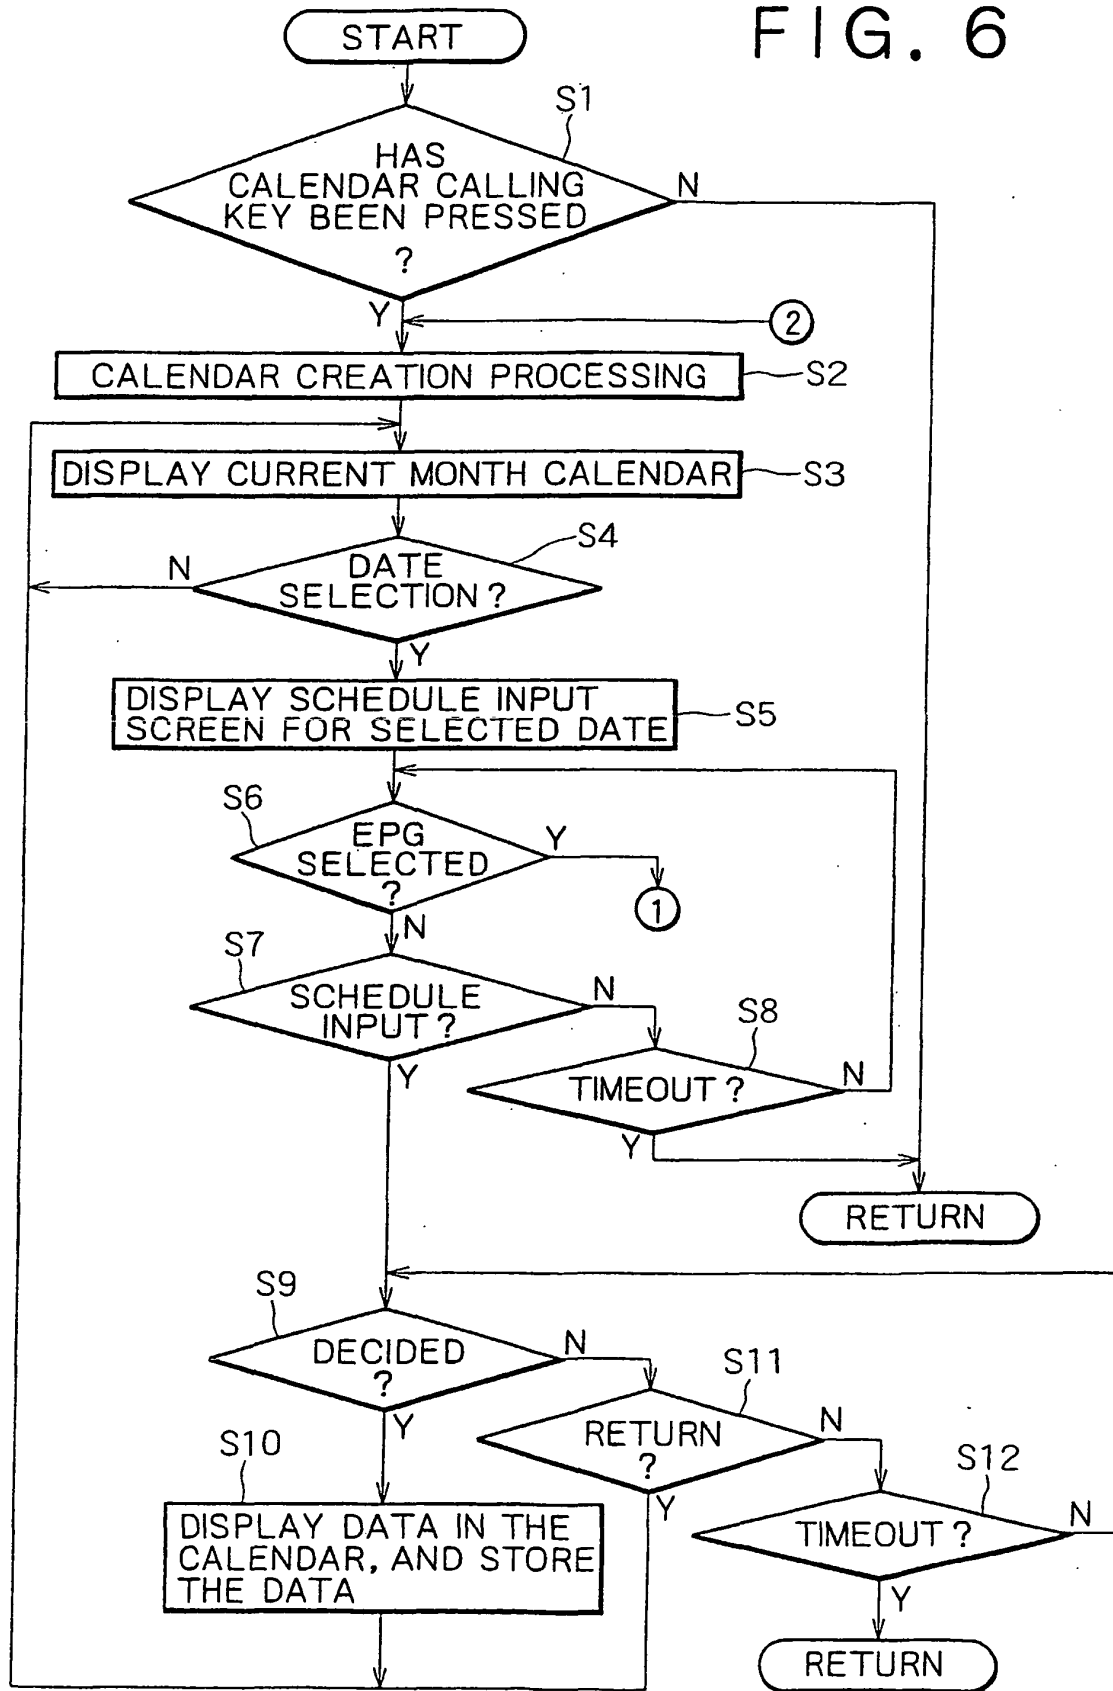 FIG. 6
START
S1
HAS
CALENDAR CALLING
KEY BEEN PRESSED
?
N
Y
2
CALENDAR CREATION PROCESSING
S2
DISPLAY CURRENT MONTH CALENDAR
S3
S4
DATE
SELECTION ?
N
Y
DISPLAY SCHEDULE INPUT
SCREEN FOR SELECTED DATE
S5
S6
EPG
SELECTED
?
Y
1
N
S7
SCHEDULE
INPUT ?
N
Y
S8
TIMEOUT ?
N
Y
RETURN
S9
DECIDED
?
N
Y
S11
RETURN
?
N
Y
S10
DISPLAY DATA IN THE
CALENDAR, AND STORE
THE DATA
S12
TIMEOUT ?
N
Y
RETURN